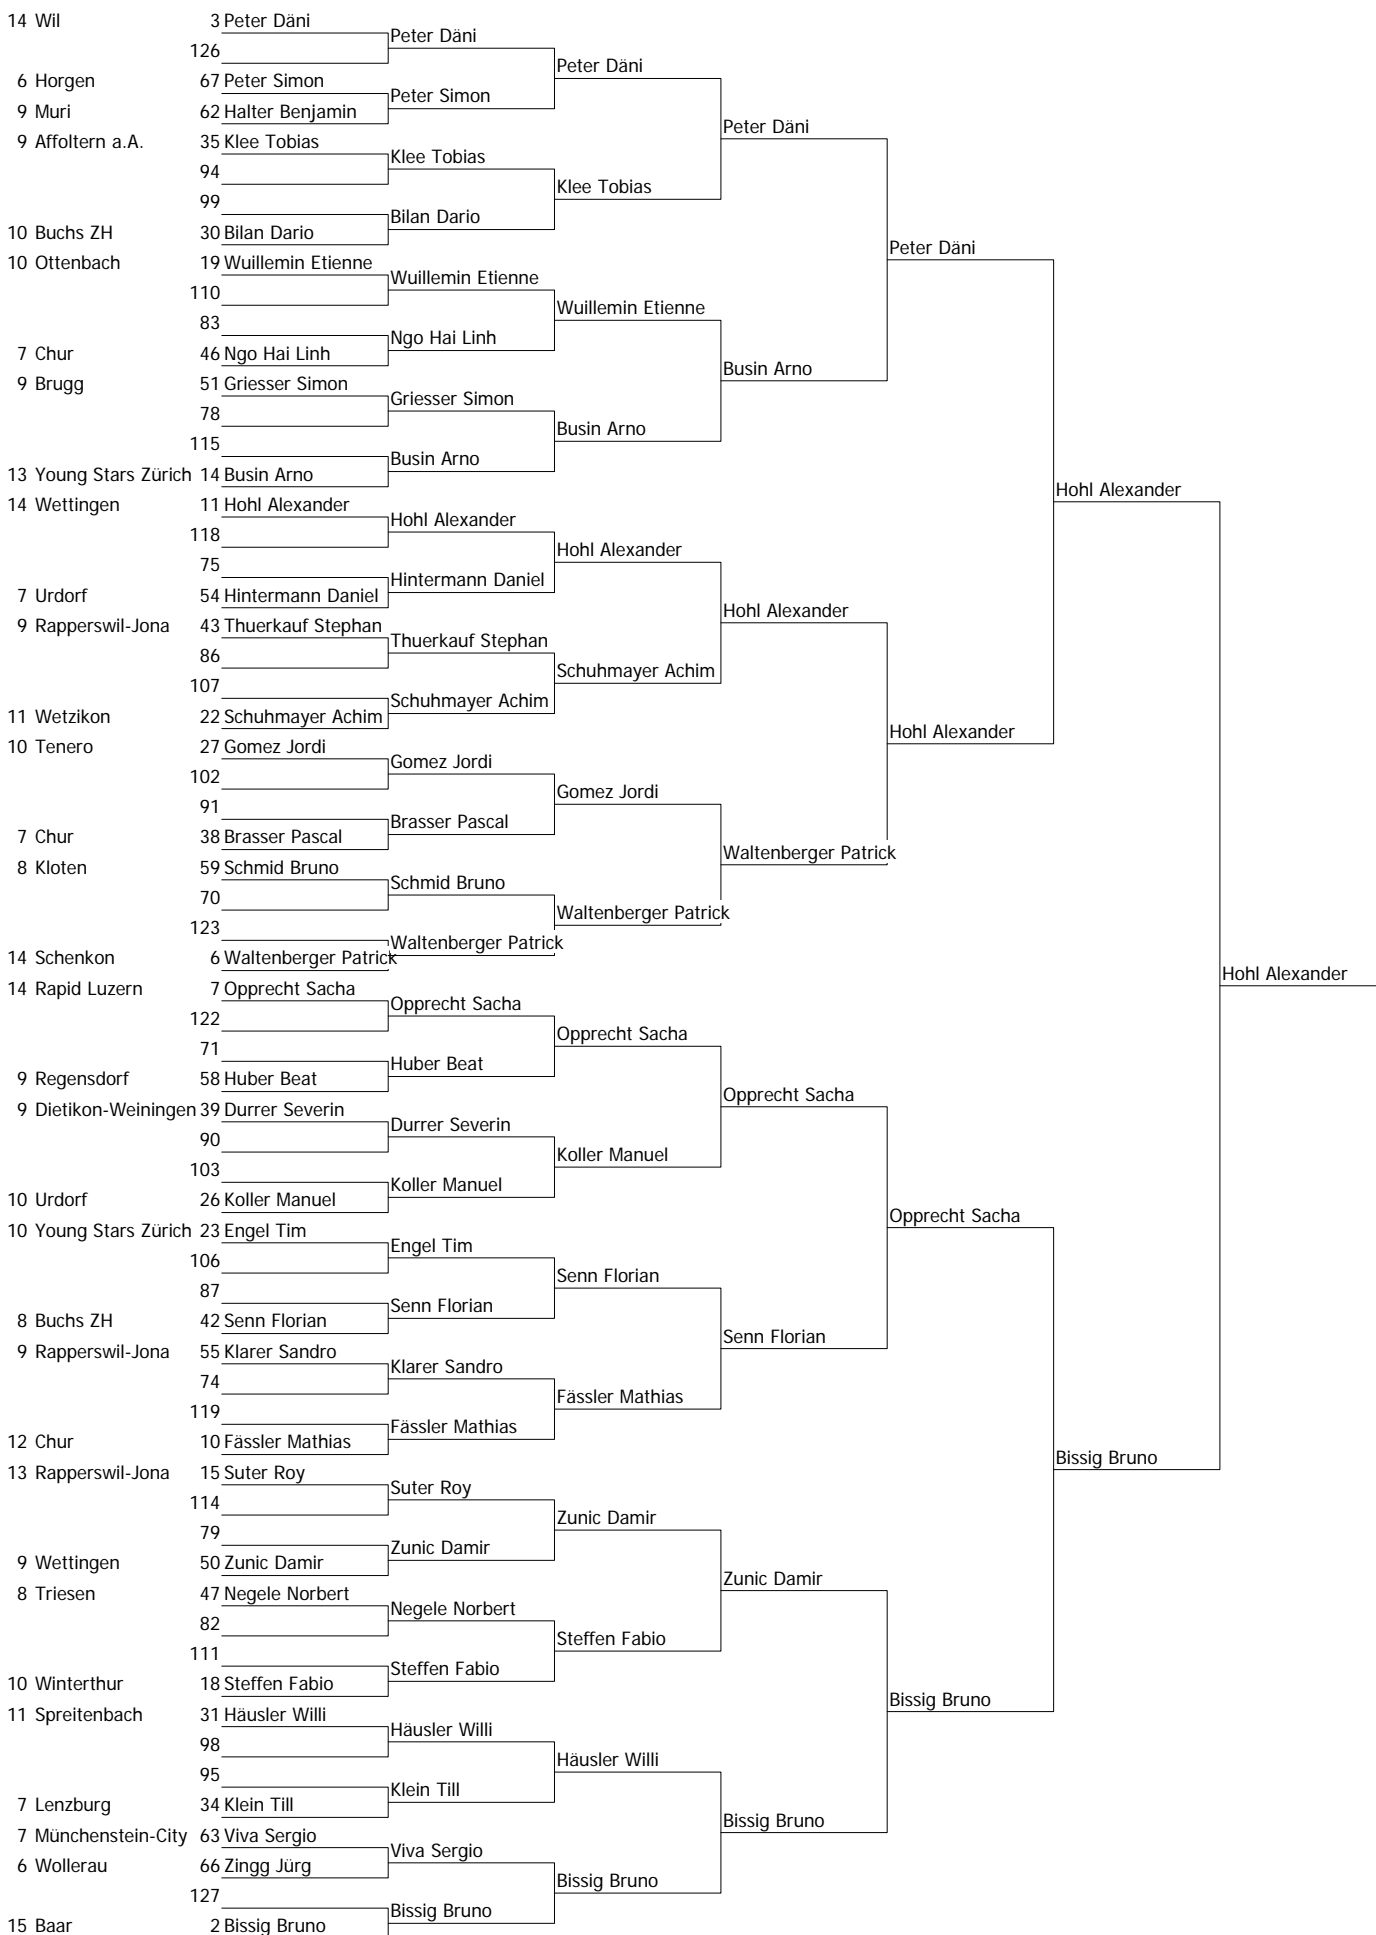 14 Wil 3 Peter Däni
Peter Däni
126
Peter Däni
6 Horgen 67 Peter Simon
Peter Simon
9 Muri 62 Halter Benjamin
Peter Däni
9 Affoltern a.A. 35 Klee Tobias
Klee Tobias
94
Klee Tobias
99
Bilan Dario
10 Buchs ZH 30 Bilan Dario
Peter Däni
10 Ottenbach 19 Wuillemin Etienne
Wuillemin Etienne
110
Wuillemin Etienne
83
Ngo Hai Linh
7 Chur 46 Ngo Hai Linh
Busin Arno
9 Brugg 51 Griesser Simon
Griesser Simon
78
Busin Arno
115
Busin Arno
13 Young Stars Zürich 14 Busin Arno
Hohl Alexander
14 Wettingen 11 Hohl Alexander
Hohl Alexander
118
Hohl Alexander
75
Hintermann Daniel
7 Urdorf 54 Hintermann Daniel
Hohl Alexander
9 Rapperswil-Jona 43 Thuerkauf Stephan
Thuerkauf Stephan
86
Schuhmayer Achim
107
Schuhmayer Achim
11 Wetzikon 22 Schuhmayer Achim
Hohl Alexander
10 Tenero 27 Gomez Jordi
Gomez Jordi
102
Gomez Jordi
91
Brasser Pascal
7 Chur 38 Brasser Pascal
Waltenberger Patrick
8 Kloten 59 Schmid Bruno
Schmid Bruno
70
Waltenberger Patrick
123
Waltenberger Patrick
14 Schenkon 6 Waltenberger Patrick
Hohl Alexander
14 Rapid Luzern 7 Opprecht Sacha
Opprecht Sacha
122
Opprecht Sacha
71
Huber Beat
9 Regensdorf 58 Huber Beat
Opprecht Sacha
9 Dietikon-Weiningen 39 Durrer Severin
Durrer Severin
90
Koller Manuel
103
Koller Manuel
10 Urdorf 26 Koller Manuel
Opprecht Sacha
10 Young Stars Zürich 23 Engel Tim
Engel Tim
106
Senn Florian
87
Senn Florian
8 Buchs ZH 42 Senn Florian
Senn Florian
9 Rapperswil-Jona 55 Klarer Sandro
Klarer Sandro
74
Fässler Mathias
119
Fässler Mathias
12 Chur 10 Fässler Mathias
Bissig Bruno
13 Rapperswil-Jona 15 Suter Roy
Suter Roy
114
Zunic Damir
79
Zunic Damir
9 Wettingen 50 Zunic Damir
Zunic Damir
8 Triesen 47 Negele Norbert
Negele Norbert
82
Steffen Fabio
111
Steffen Fabio
10 Winterthur 18 Steffen Fabio
Bissig Bruno
11 Spreitenbach 31 Häusler Willi
Häusler Willi
98
Häusler Willi
95
Klein Till
7 Lenzburg 34 Klein Till
Bissig Bruno
7 Münchenstein-City 63 Viva Sergio
Viva Sergio
6 Wollerau 66 Zingg Jürg
Bissig Bruno
127
Bissig Bruno
15 Baar 2 Bissig Bruno